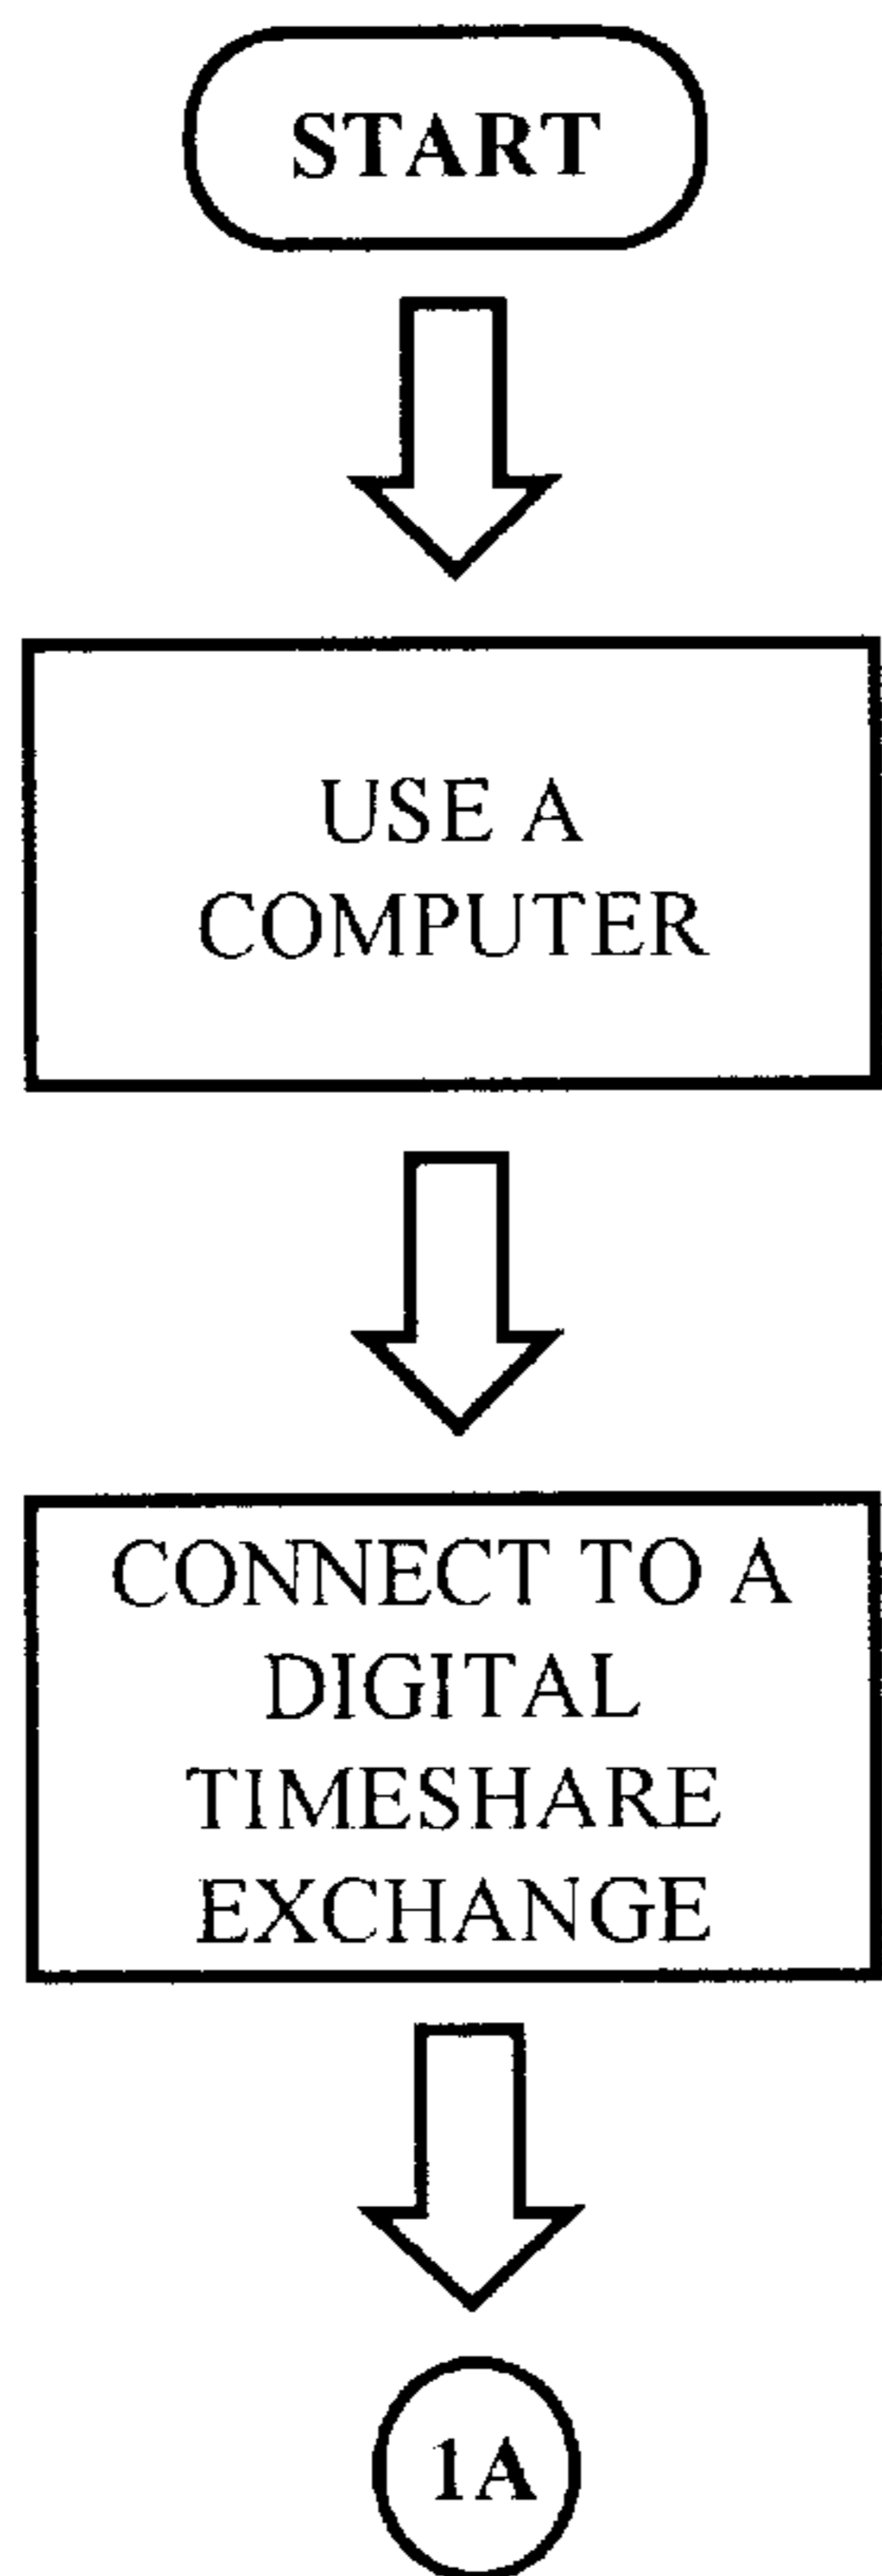 START
USE A
COMPUTER
CONNECT TO A
DIGITAL
TIMESHARE
EXCHANGE
1A